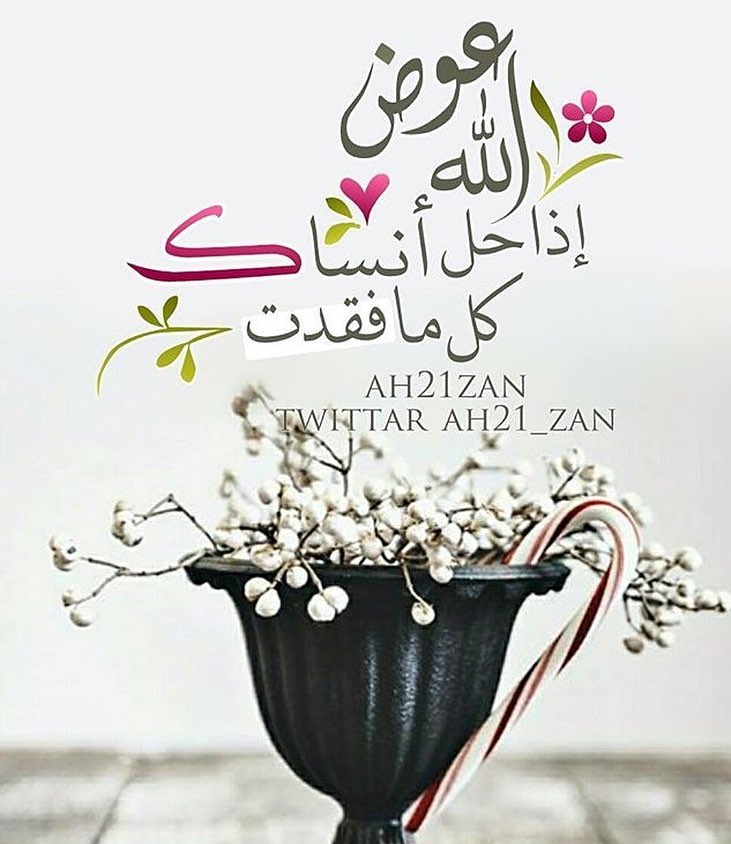 عوض
الله
إذا حل أنساك
كل ما فقدت
AH21ZAN
TWITTAR AH21_ZAN